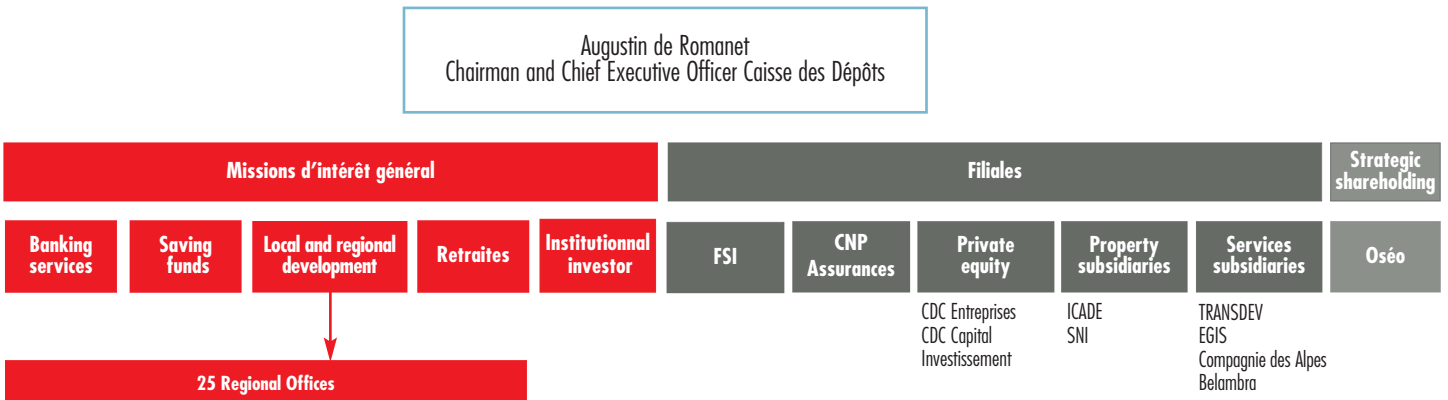 Augustin de Romanet
Chairman and Chief Executive Officer Caisse des Dépôts
Missions d'intérêt général
Filiales
Strategic
shareholding
Banking
services
Saving
funds
Local and regional
development
Retraites
Institutionnal
investor
FSI
CNP
Assurances
Private
equity
Property
subsidiaries
Services
subsidiaries
Oséo
CDC Entreprises
CDC Capital
Investissement
ICADE
SNI
TRANSDEV
EGIS
Compagnie des Alpes
Belambra
25 Regional Offices